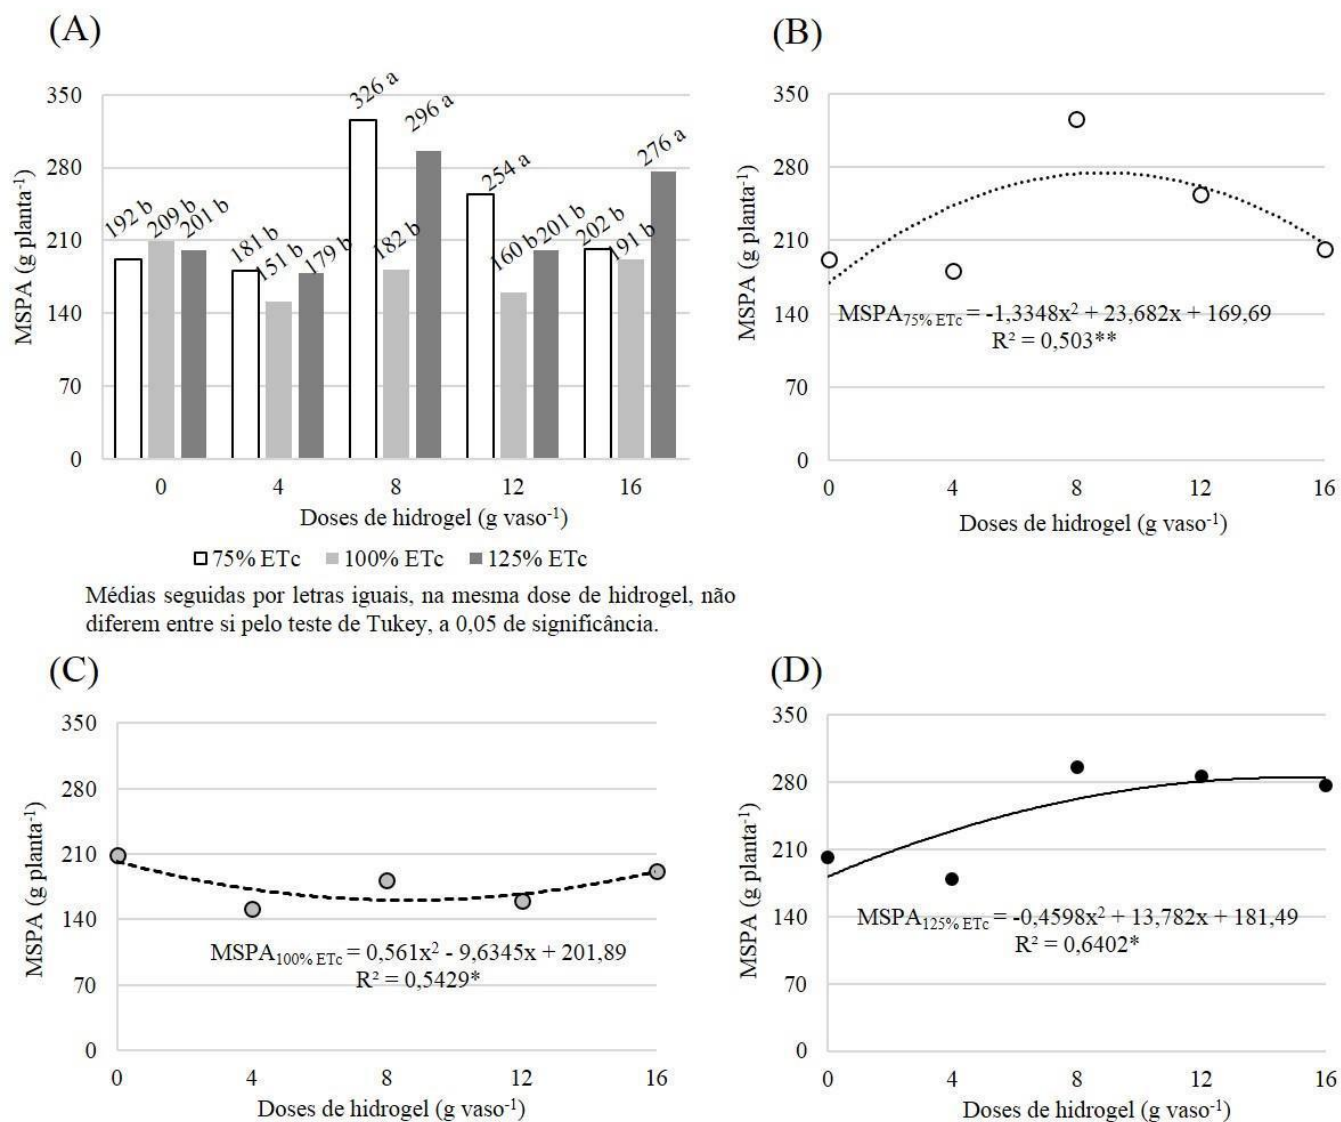 (A)
MSPA (g planta⁻¹)
350
280
210
140
70
0
192 b
209 b
201 b
181 b
151 b
179 b
326 a
182 b
296 a
254 a
160 b
201 b
202 b
191 b
276 a
0 4 8 12 16
Doses de hidrogel (g vaso⁻¹)
75% ETc 100% ETc 125% ETc
Médias seguidas por letras iguais, na mesma dose de hidrogel, não
diferem entre si pelo teste de Tukey, a 0,05 de significância.
(B)
MSPA (g planta⁻¹)
350
280
210
140
70
0
MSPA75% ETc = -1,3348x² + 23,682x + 169,69
R² = 0,503**
0 4 8 12 16
Doses de hidrogel (g vaso⁻¹)
(C)
MSPA (g planta⁻¹)
350
280
210
140
70
0
MSPA100% ETc = 0,561x² - 9,6345x + 201,89
R² = 0,5429*
0 4 8 12 16
Doses de hidrogel (g vaso⁻¹)
(D)
MSPA (g planta⁻¹)
350
280
210
140
70
0
MSPA125% ETc = -0,4598x² + 13,782x + 181,49
R² = 0,6402*
0 4 8 12 16
Doses de hidrogel (g vaso⁻¹)